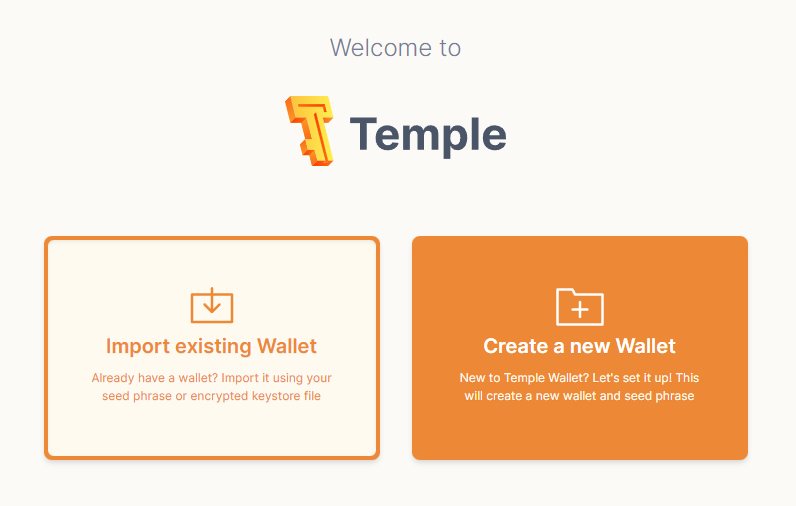 Welcome to
Temple
Import existing Wallet
Already have a wallet? Import it using your
seed phrase or encrypted keystore file
Create a new Wallet
New to Temple Wallet? Let's set it up! This
will create a new wallet and seed phrase